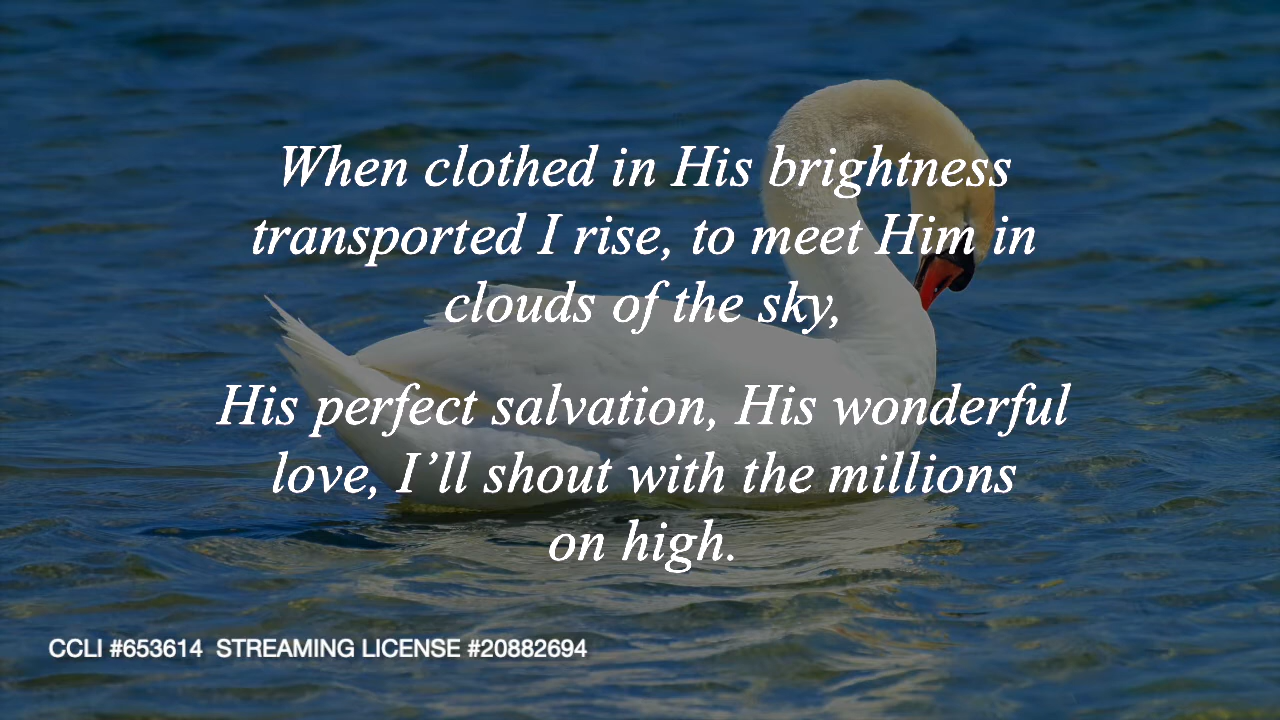 When clothed in His brightness
transported I rise, to meet Him in
clouds of the sky,
His perfect salvation, His wonderful
love, I’ll shout with the millions
on high.
CCLI #653614  STREAMING LICENSE #20882694